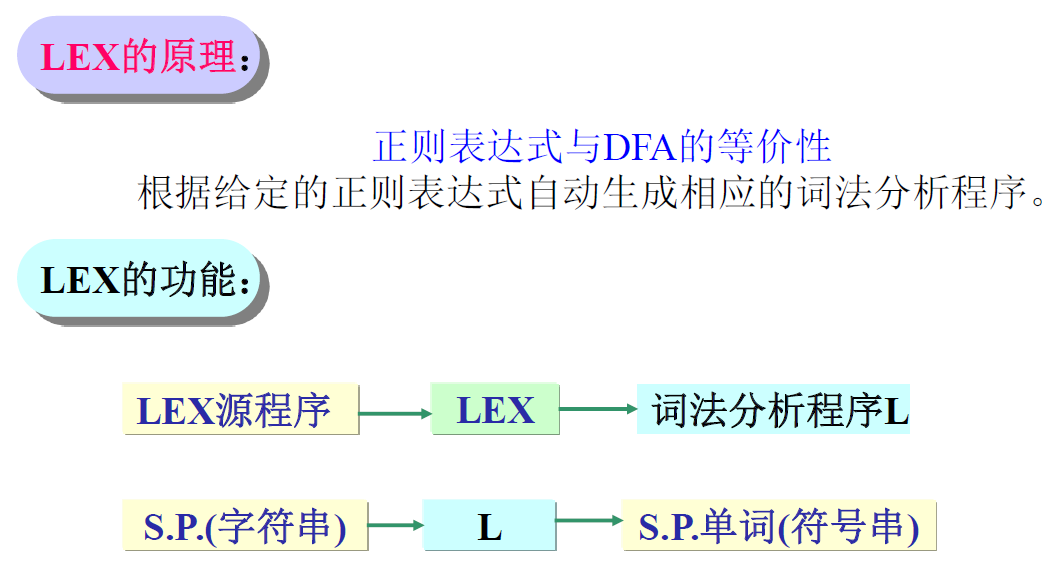 LEX的原理：
正则表达式与DFA的等价性
根据给定的正则表达式自动生成相应的词法分析程序。
LEX的功能：
LEX源程序 LEX 词法分析程序L
S.P.(字符串) L S.P.单词(符号串)